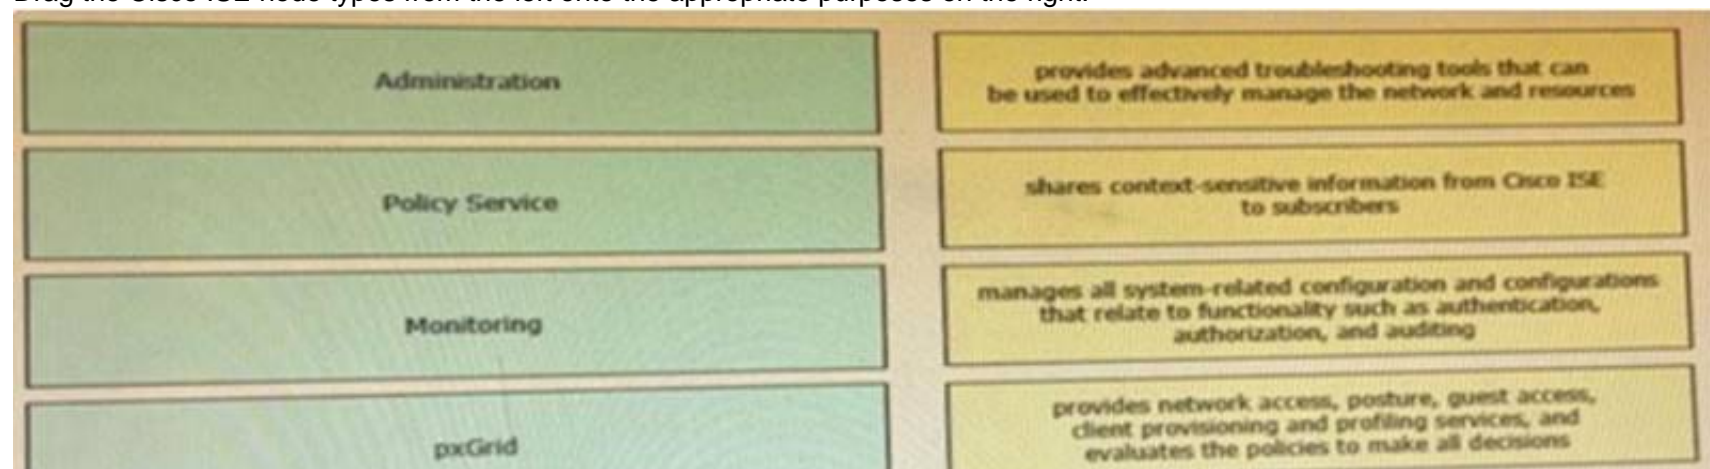 Drag the Cisco ISE node types from the left onto the appropriate purposes on the right.
Administration
provides advanced troubleshooting tools that can
be used to effectively manage the network and resources
Policy Service
shares context-sensitive information from Cisco ISE
to subscribers
Monitoring
manages all system-related configuration and configurations
that relate to functionality such as authentication,
authorization, and auditing
pxGrid
provides network access, posture, guest access,
client provisioning and profiling services, and
evaluates the policies to make all decisions